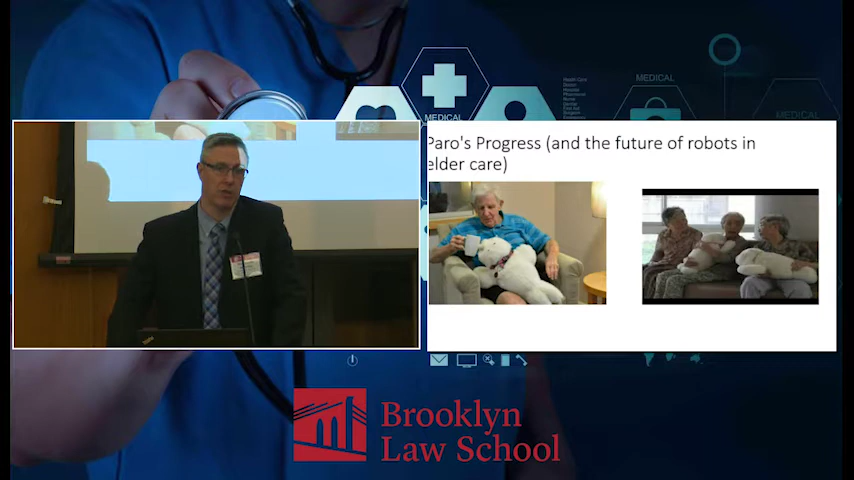 MEDICAL
MEDICAL
MEDICAL
Paro's Progress (and the future of robots in
elder care)
Brooklyn
Law School